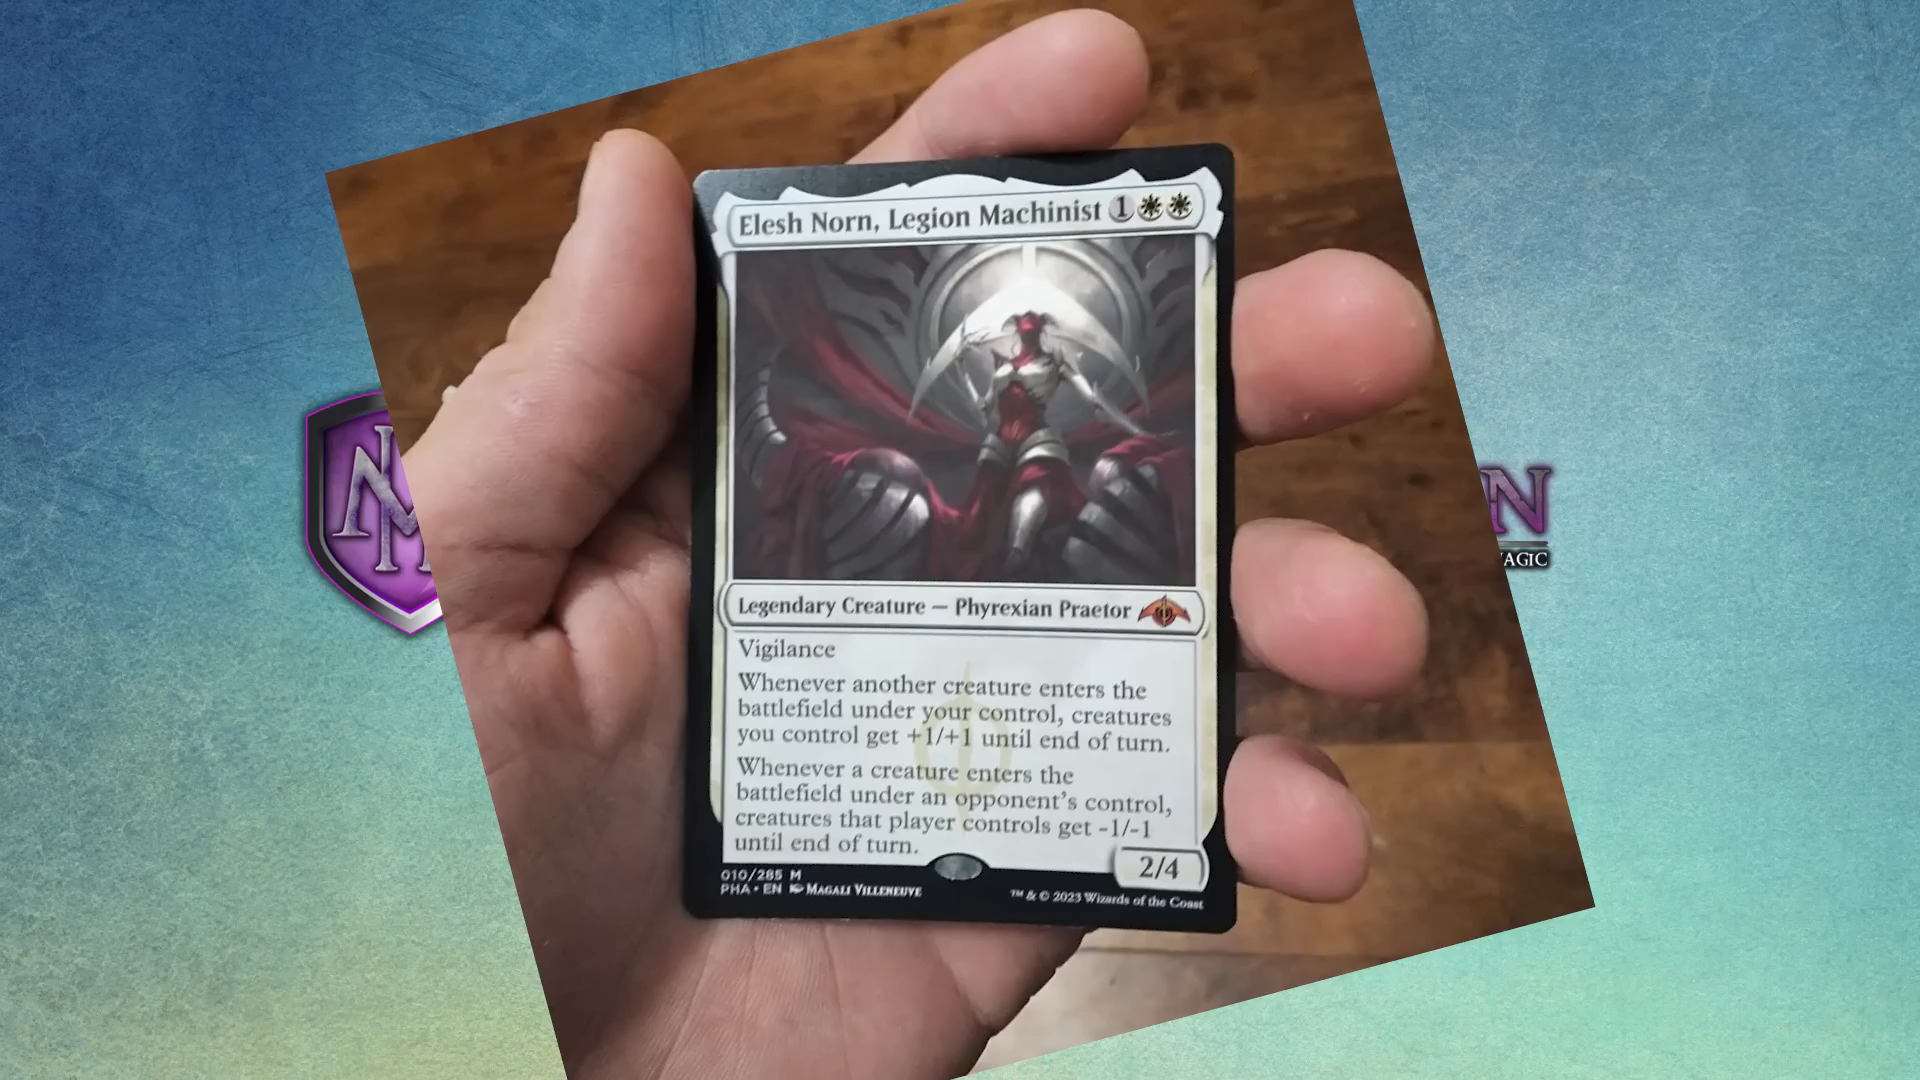 Elesh Norn, Legion Machinist 1
Legendary Creature — Phyrexian Praetor
Vigilance
Whenever another creature enters the
battlefield under your control, creatures
you control get +1/+1 until end of turn.
Whenever a creature enters the
battlefield under an opponent's control,
creatures that player controls get -1/-1
until end of turn.
2/4
010/285 M
PHA • EN Magali Villeneuve
™ & © 2023 Wizards of the Coast
N
AGIC